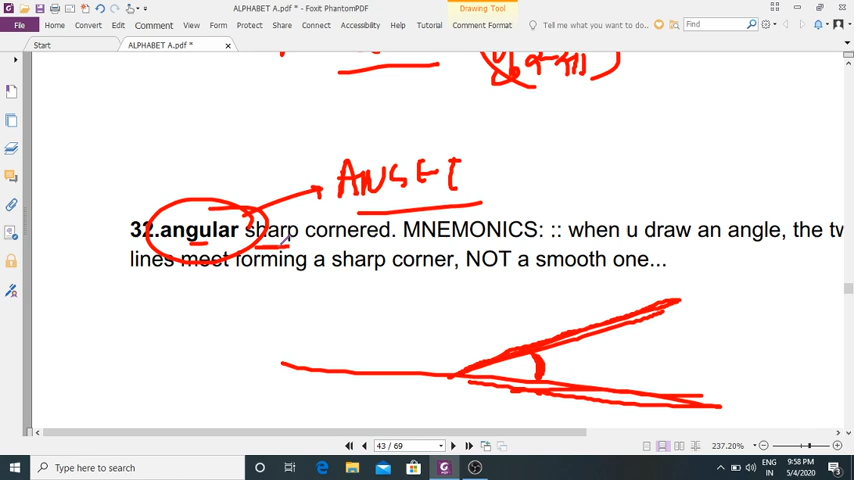 ALPHABET A.pdf * - Foxit PhantomPDF
Drawing Tool
File Home Edit Comment View Form Protect Share Connect Accessibility Help Tutorial Comment Format
Tell me what you want to do...
Find
Start
ALPHABET A.pdf *
32.angular sharp cornered. MNEMONICS: :: when u draw an angle, the tw
lines meet forming a sharp corner, NOT a smooth one...
43 / 69
237.20%
Type here to search
ENG
9:58 PM
IN
5/4/2020
3